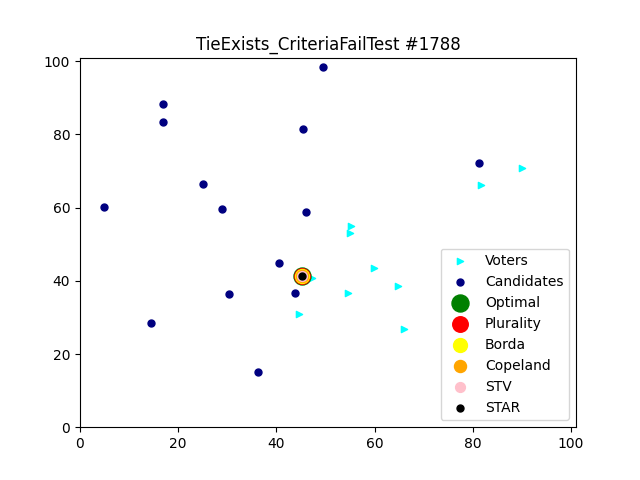 TieExists_CriteriaFailTest #1788
100
80
60
40
20
0
0 20 40 60 80 100
Voters
Candidates
Optimal
Plurality
Borda
Copeland
STV
STAR